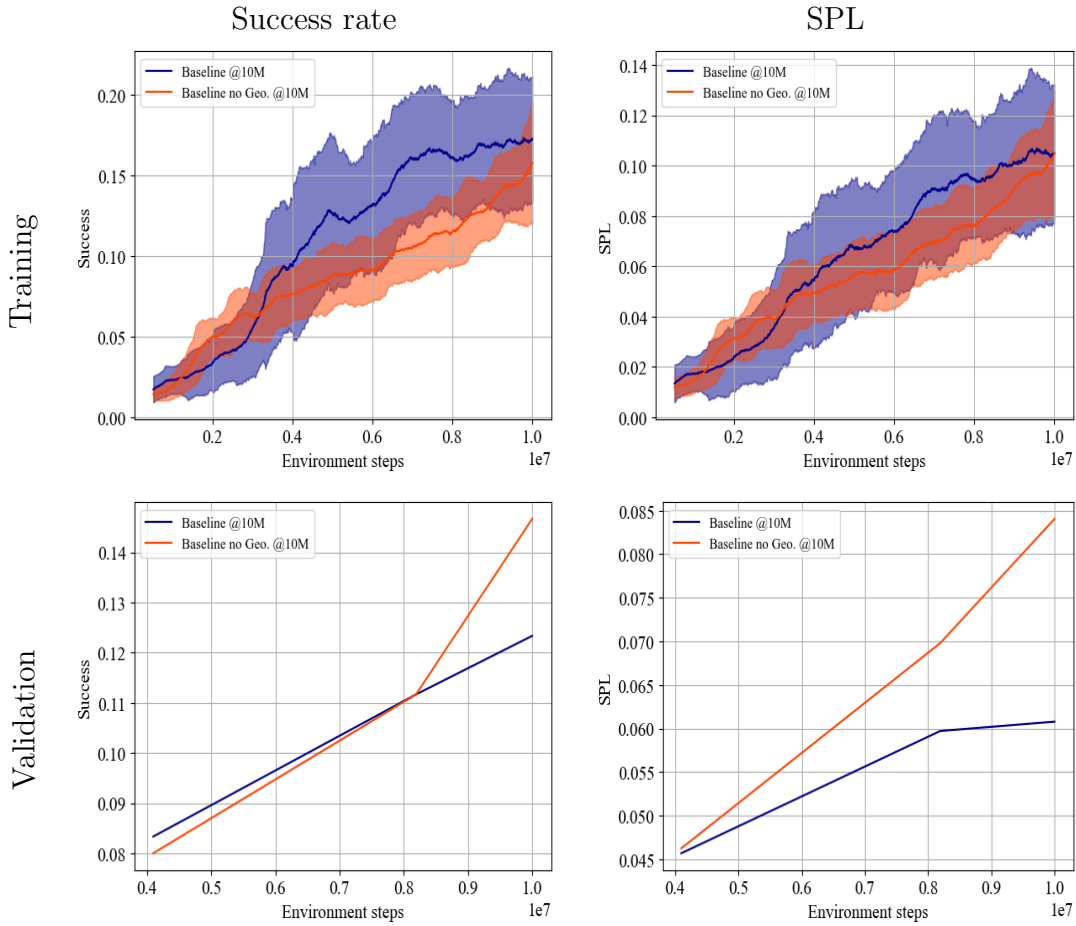 Success rate
SPL
Training
Validation
Baseline @10M
Baseline no Geo. @10M
Success
0.20
0.15
0.10
0.05
0.00
0.2 0.4 0.6 0.8 1.0
1e7
Environment steps
Baseline @10M
Baseline no Geo. @10M
SPL
0.14
0.12
0.10
0.08
0.06
0.04
0.02
0.00
0.2 0.4 0.6 0.8 1.0
1e7
Environment steps
Baseline @10M
Baseline no Geo. @10M
Success
0.14
0.13
0.12
0.11
0.10
0.09
0.08
0.4 0.5 0.6 0.7 0.8 0.9 1.0
1e7
Environment steps
Baseline @10M
Baseline no Geo. @10M
SPL
0.085
0.080
0.075
0.070
0.065
0.060
0.055
0.050
0.045
0.4 0.5 0.6 0.7 0.8 0.9 1.0
1e7
Environment steps